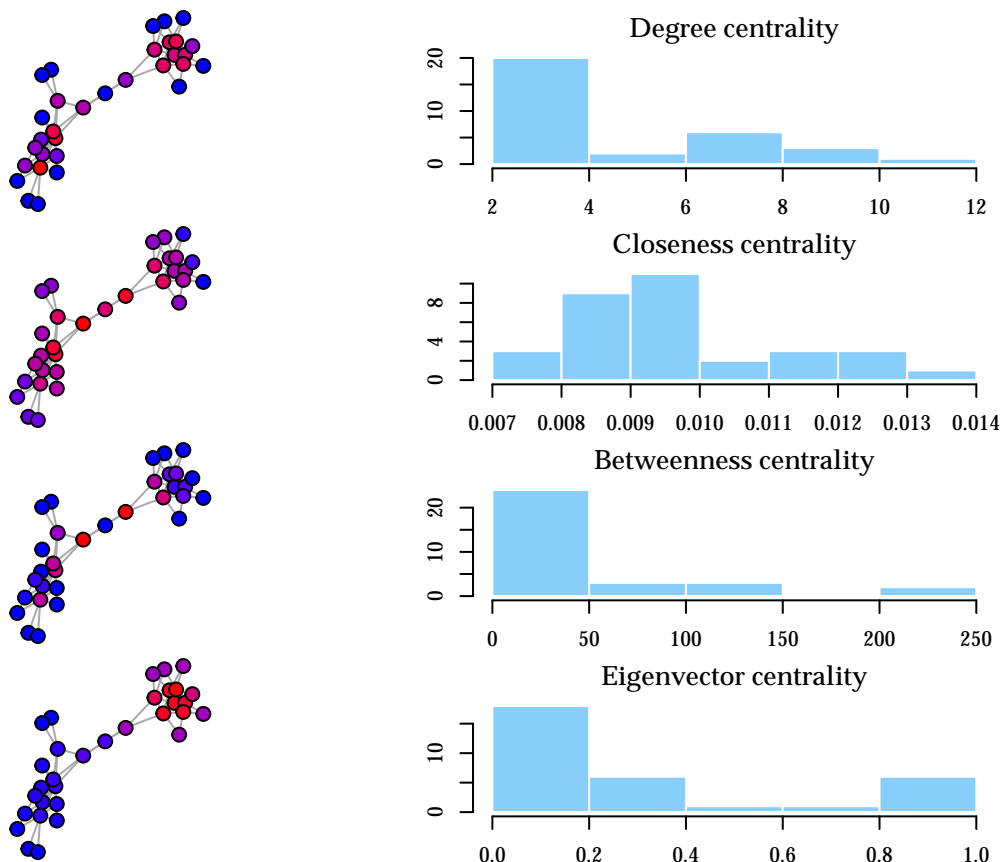 Degree centrality
20
10
0
2 4 6 8 10 12
Closeness centrality
8
4
0
0.007 0.008 0.009 0.010 0.011 0.012 0.013 0.014
Betweenness centrality
20
10
0
0 50 100 150 200 250
Eigenvector centrality
10
0
0.0 0.2 0.4 0.6 0.8 1.0